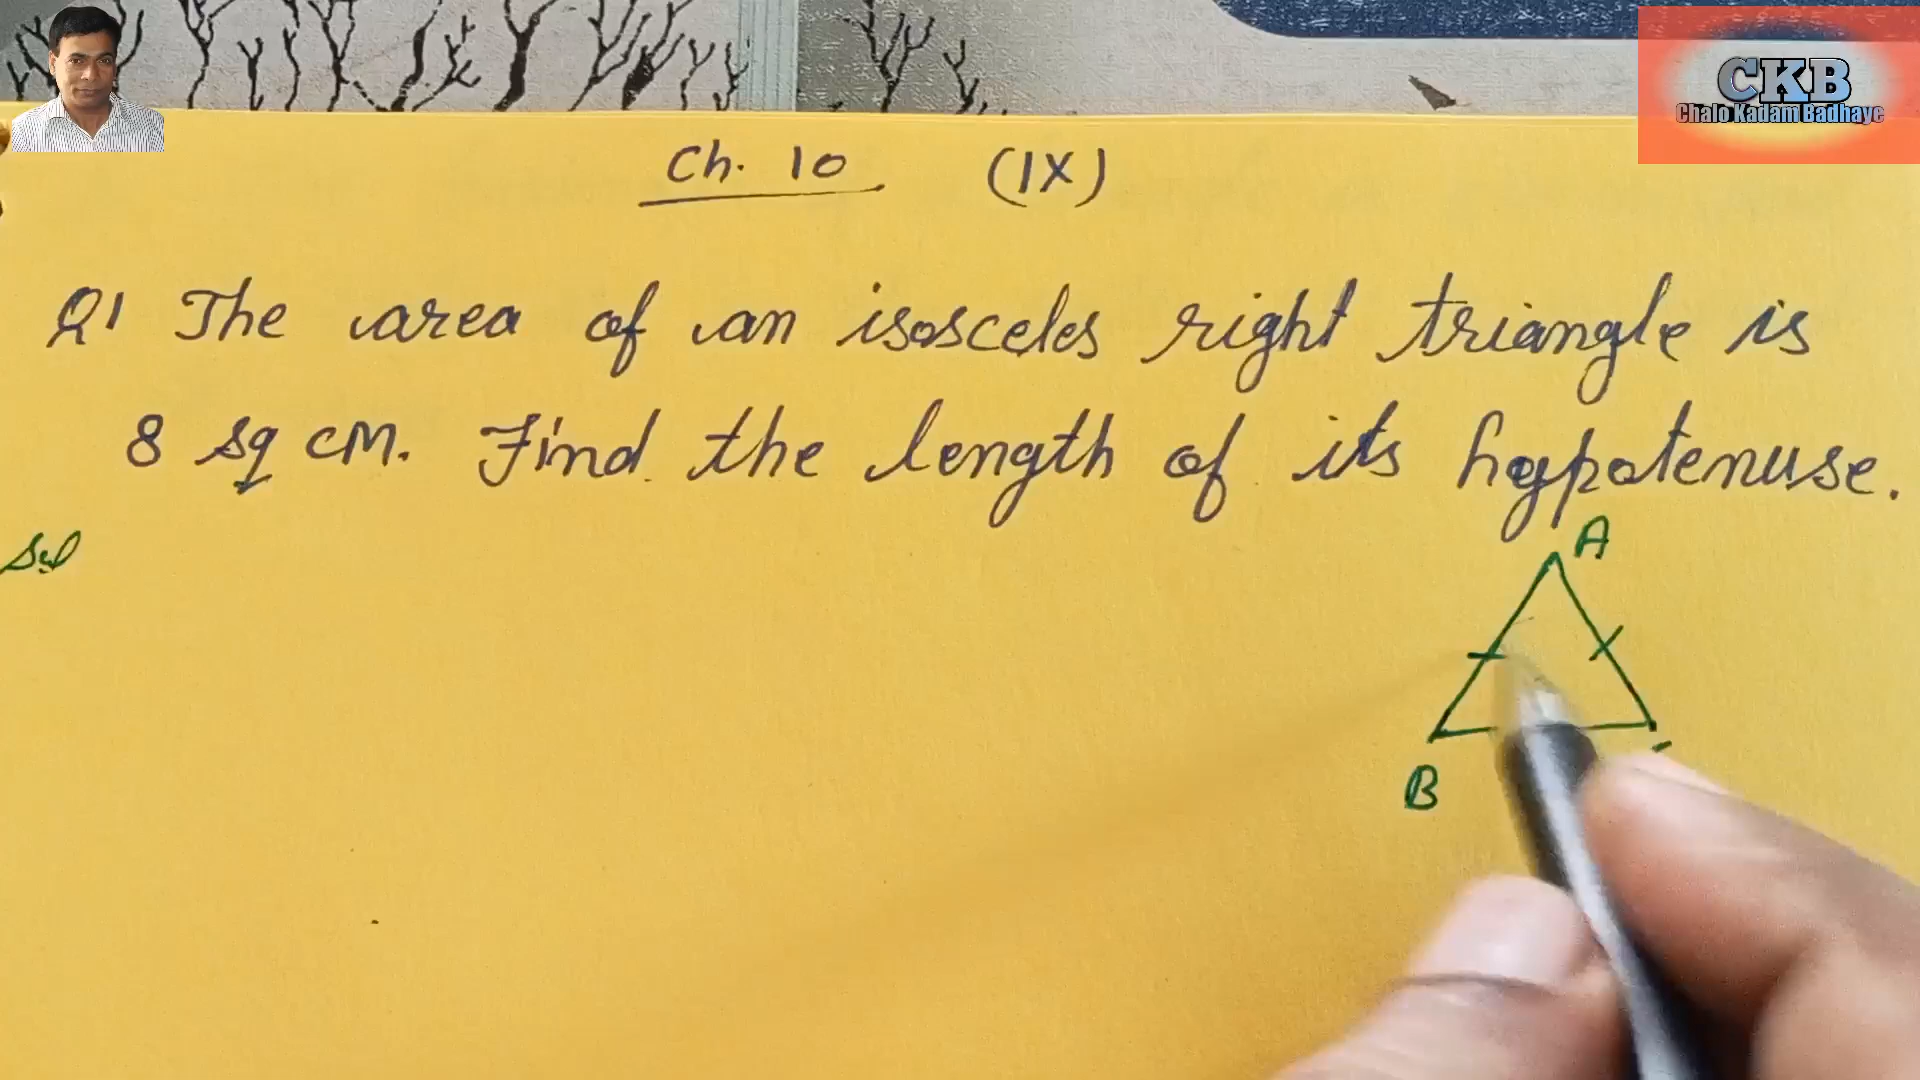 CKB
Chalo Kadam Badhaye
Ch. 10 (IX)
Q1 The area of an isosceles right triangle is
8 sq cm. Find the length of its hypotenuse.
Sol
A
B